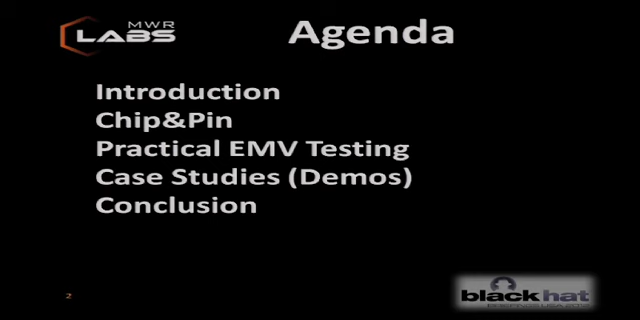 MWR
LABS
Agenda
Introduction
Chip&Pin
Practical EMV Testing
Case Studies (Demos)
Conclusion
2
black hat